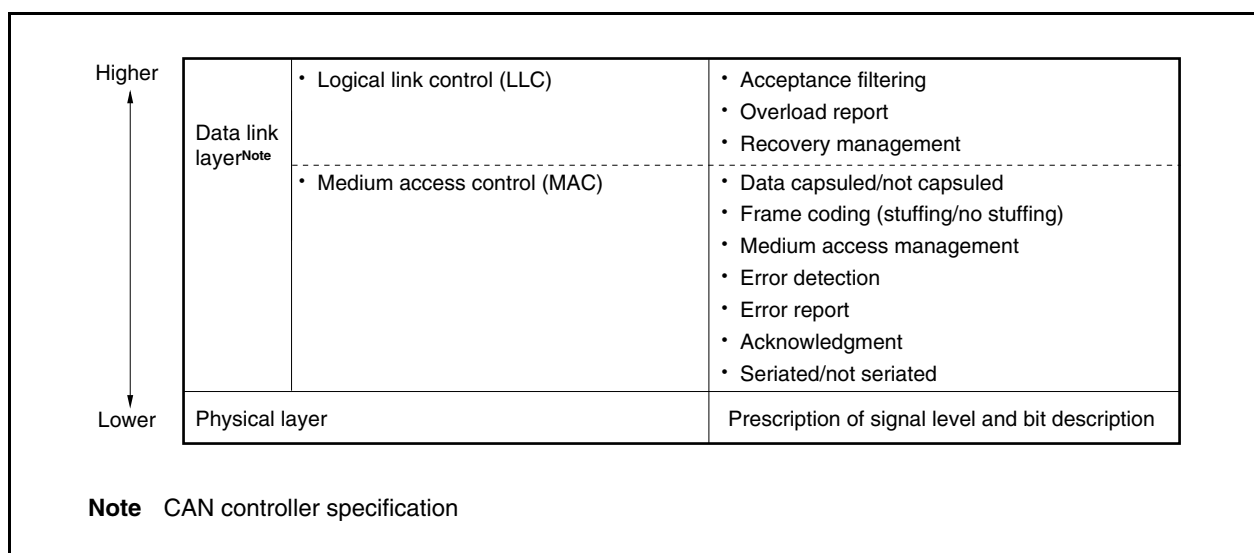 Higher
Data link
layerNote
• Logical link control (LLC)
• Acceptance filtering
• Overload report
• Recovery management
• Medium access control (MAC)
• Data capsuled/not capsuled
• Frame coding (stuffing/no stuffing)
• Medium access management
• Error detection
• Error report
• Acknowledgment
• Seriated/not seriated
Lower
Physical layer
Prescription of signal level and bit description
Note CAN controller specification